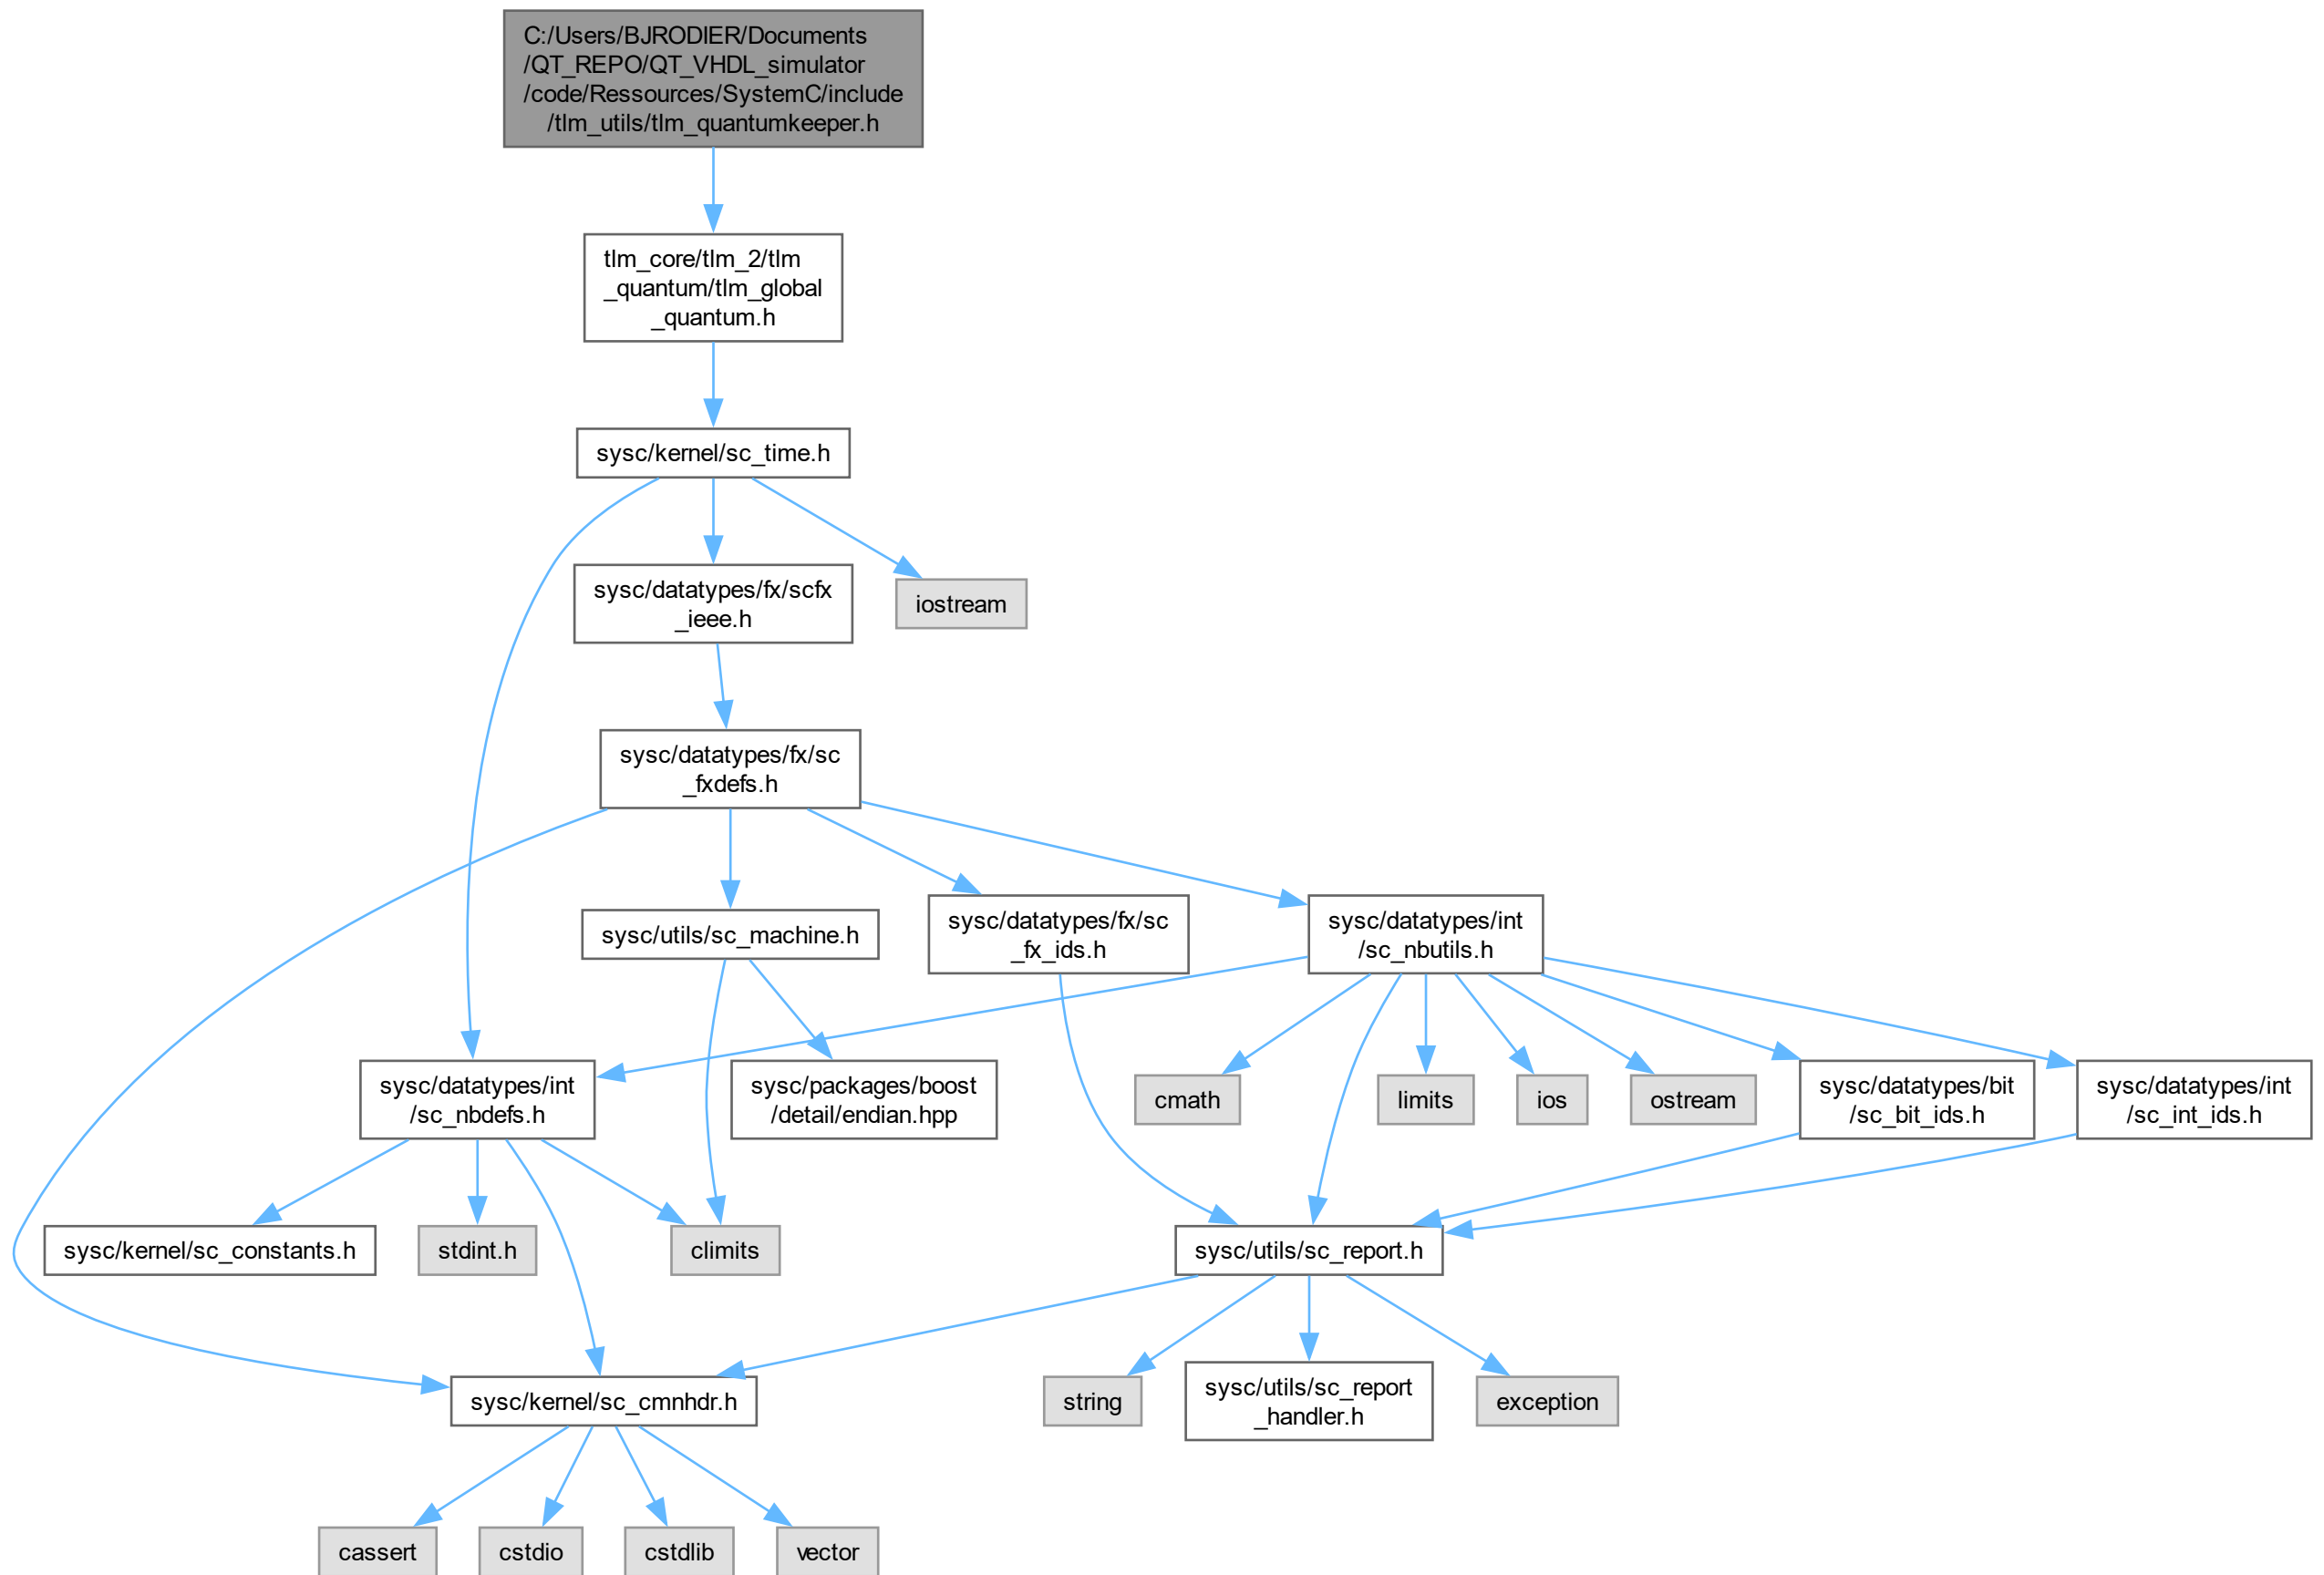 C:/Users/BJRODIER/Documents
/QT_REPO/QT_VHDL_simulator
/code/Ressources/SystemC/include
/tlm_utils/tlm_quantumkeeper.h
tlm_core/tlm_2/tlm
_quantum/tlm_global
_quantum.h
sysc/kernel/sc_time.h
sysc/datatypes/fx/scfx
_ieee.h
iostream
sysc/datatypes/fx/sc
_fxdefs.h
sysc/utils/sc_machine.h
sysc/datatypes/fx/sc
_fx_ids.h
sysc/datatypes/int
/sc_nbutils.h
sysc/datatypes/int
/sc_nbdefs.h
sysc/packages/boost
/detail/endian.hpp
cmath
limits
ios
ostream
sysc/datatypes/bit
/sc_bit_ids.h
sysc/datatypes/int
/sc_int_ids.h
sysc/kernel/sc_constants.h
stdint.h
climits
sysc/utils/sc_report.h
sysc/kernel/sc_cmnhdr.h
string
sysc/utils/sc_report
_handler.h
exception
cassert
cstdio
cstdlib
vector